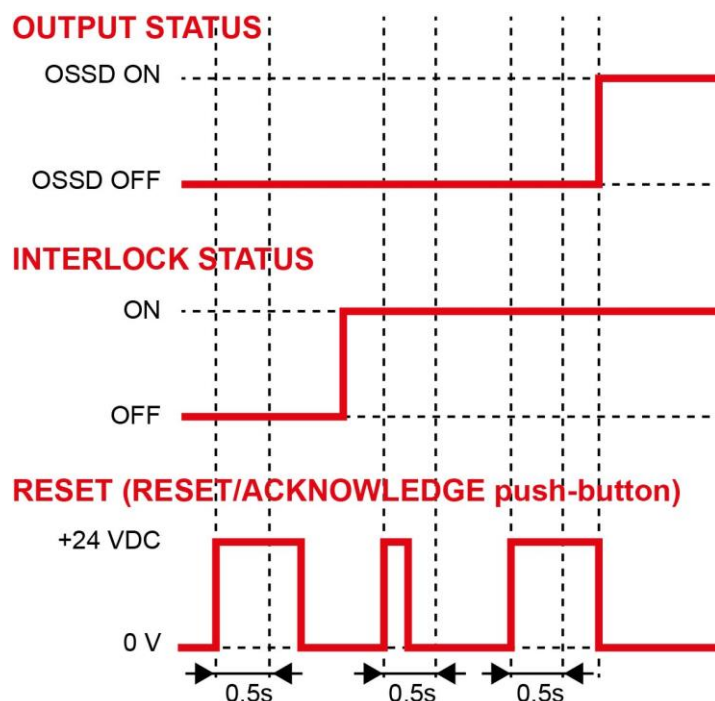 OUTPUT STATUS
OSSD ON
OSSD OFF
INTERLOCK STATUS
ON
OFF
RESET (RESET/ACKNOWLEDGE push-button)
+24 VDC
0 V
0.5s 0.5s 0.5s